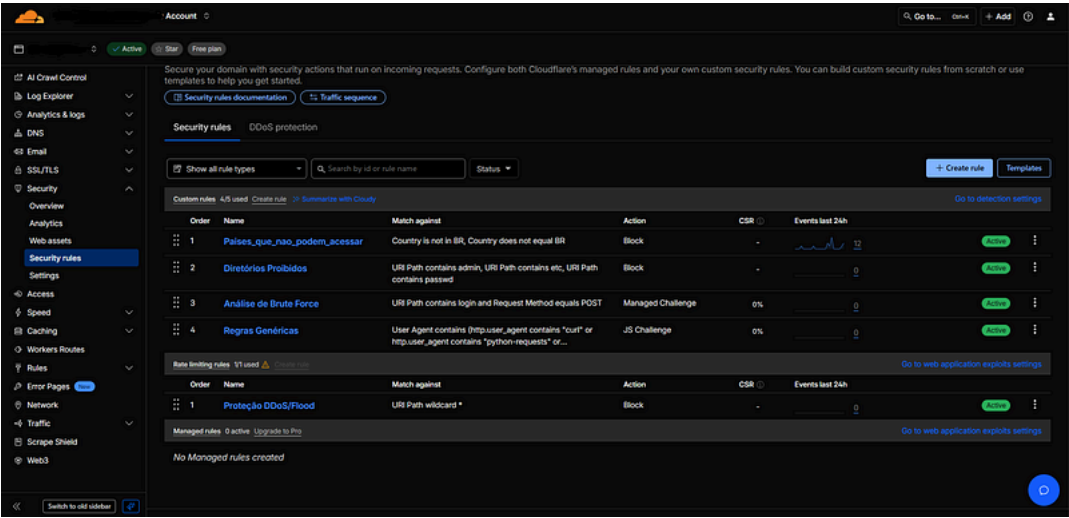 Account
Go to... Ctrl+K
+ Add
Active
Star
Free plan
AI Crawl Control
Log Explorer
Analytics & logs
DNS
Email
SSL/TLS
Security
Overview
Analytics
Web assets
Security rules
Settings
Access
Speed
Caching
Workers Routes
Rules
Error Pages New
Network
Traffic
Scrape Shield
Web3
Switch to old sidebar
Secure your domain with security actions that run on incoming requests. Configure both Cloudflare's managed rules and your own custom security rules. You can build custom security rules from scratch or use
templates to help you get started.
Security rules documentation
Traffic sequence
Security rules DDoS protection
Show all rule types
Search by id or rule name
Status
+ Create rule
Templates
Custom rules 4/5 used Create rule Summarize with Cloudy Go to detection settings
Order Name Match against Action CSR Events last 24h
1 Paises_que_nao_podem_acessar Country is not in BR, Country does not equal BR Block - 12 Active
2 Diretórios Proibidos URI Path contains admin, URI Path contains etc, URI Path
contains passwd Block - 0 Active
3 Análise de Brute Force URI Path contains login and Request Method equals POST Managed Challenge 0% 0 Active
4 Regras Genéricas User Agent contains (http.user_agent contains "curl" or
http.user_agent contains "python-requests" or... JS Challenge 0% 0 Active
Rate limiting rules 1/1 used Create rule Go to web application exploits settings
Order Name Match against Action CSR Events last 24h
1 Proteção DDoS/Flood URI Path wildcard * Block - 0 Active
Managed rules 0 active Upgrade to Pro Go to web application exploits settings
No Managed rules created